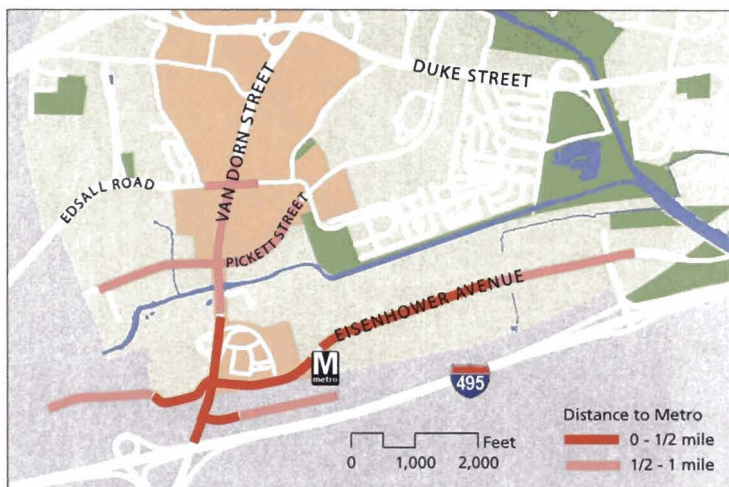 DUKE STREET
VAN DORN STREET
EDSALL ROAD
PICKETT STREET
EISENHOWER AVENUE
M
metro
495
Feet
0 1,000 2,000
Distance to Metro
0 - 1/2 mile
1/2 - 1 mile